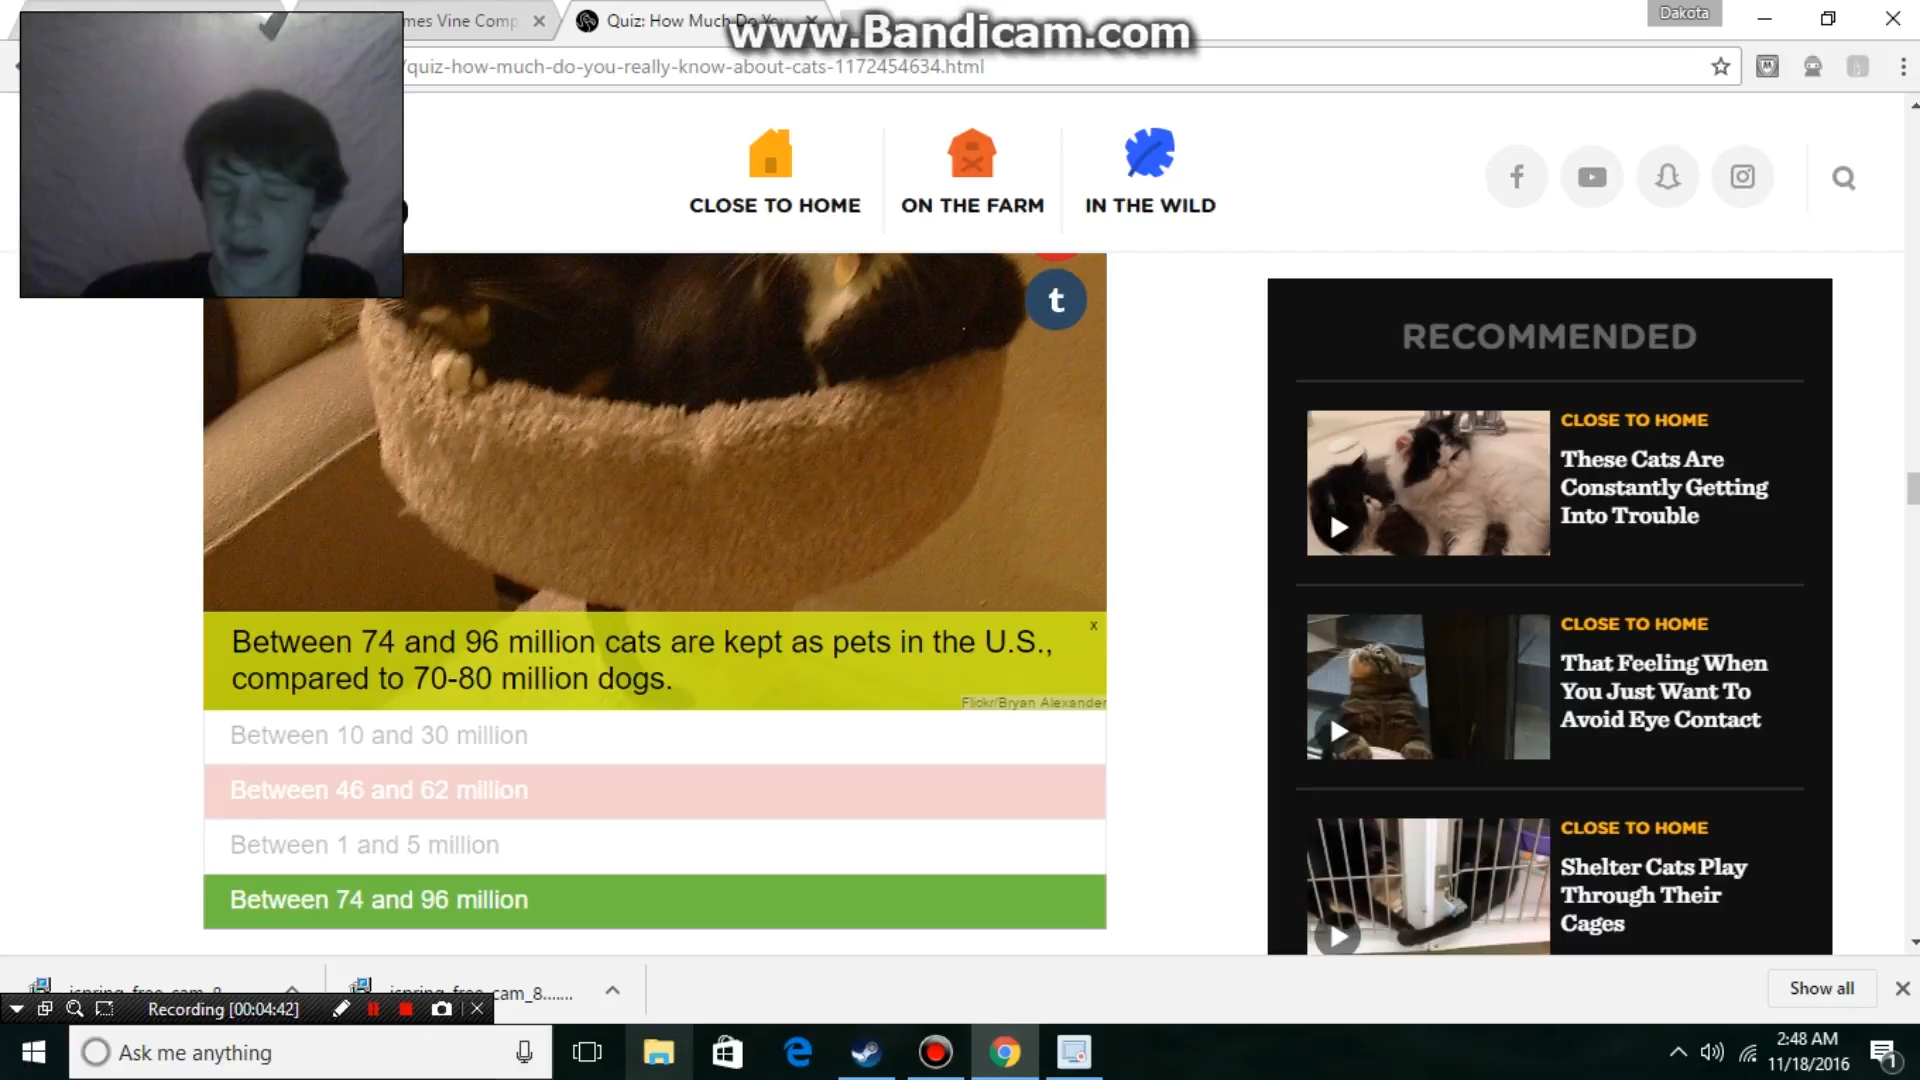 mes Vine Comp
Quiz: How Much Do You
www.Bandicam.com
Dakota
/quiz-how-much-do-you-really-know-about-cats-1172454634.html
CLOSE TO HOME
ON THE FARM
IN THE WILD
t
Between 74 and 96 million cats are kept as pets in the U.S.,
compared to 70-80 million dogs.
x
Flickr/Bryan Alexander
Between 10 and 30 million
Between 46 and 62 million
Between 1 and 5 million
Between 74 and 96 million
RECOMMENDED
CLOSE TO HOME
These Cats Are
Constantly Getting
Into Trouble
CLOSE TO HOME
That Feeling When
You Just Want To
Avoid Eye Contact
CLOSE TO HOME
Shelter Cats Play
Through Their
Cages
ispring_free_cam_8
ispring_free_cam_8.......
Show all
Recording [00:04:42]
Ask me anything
2:48 AM
11/18/2016
1